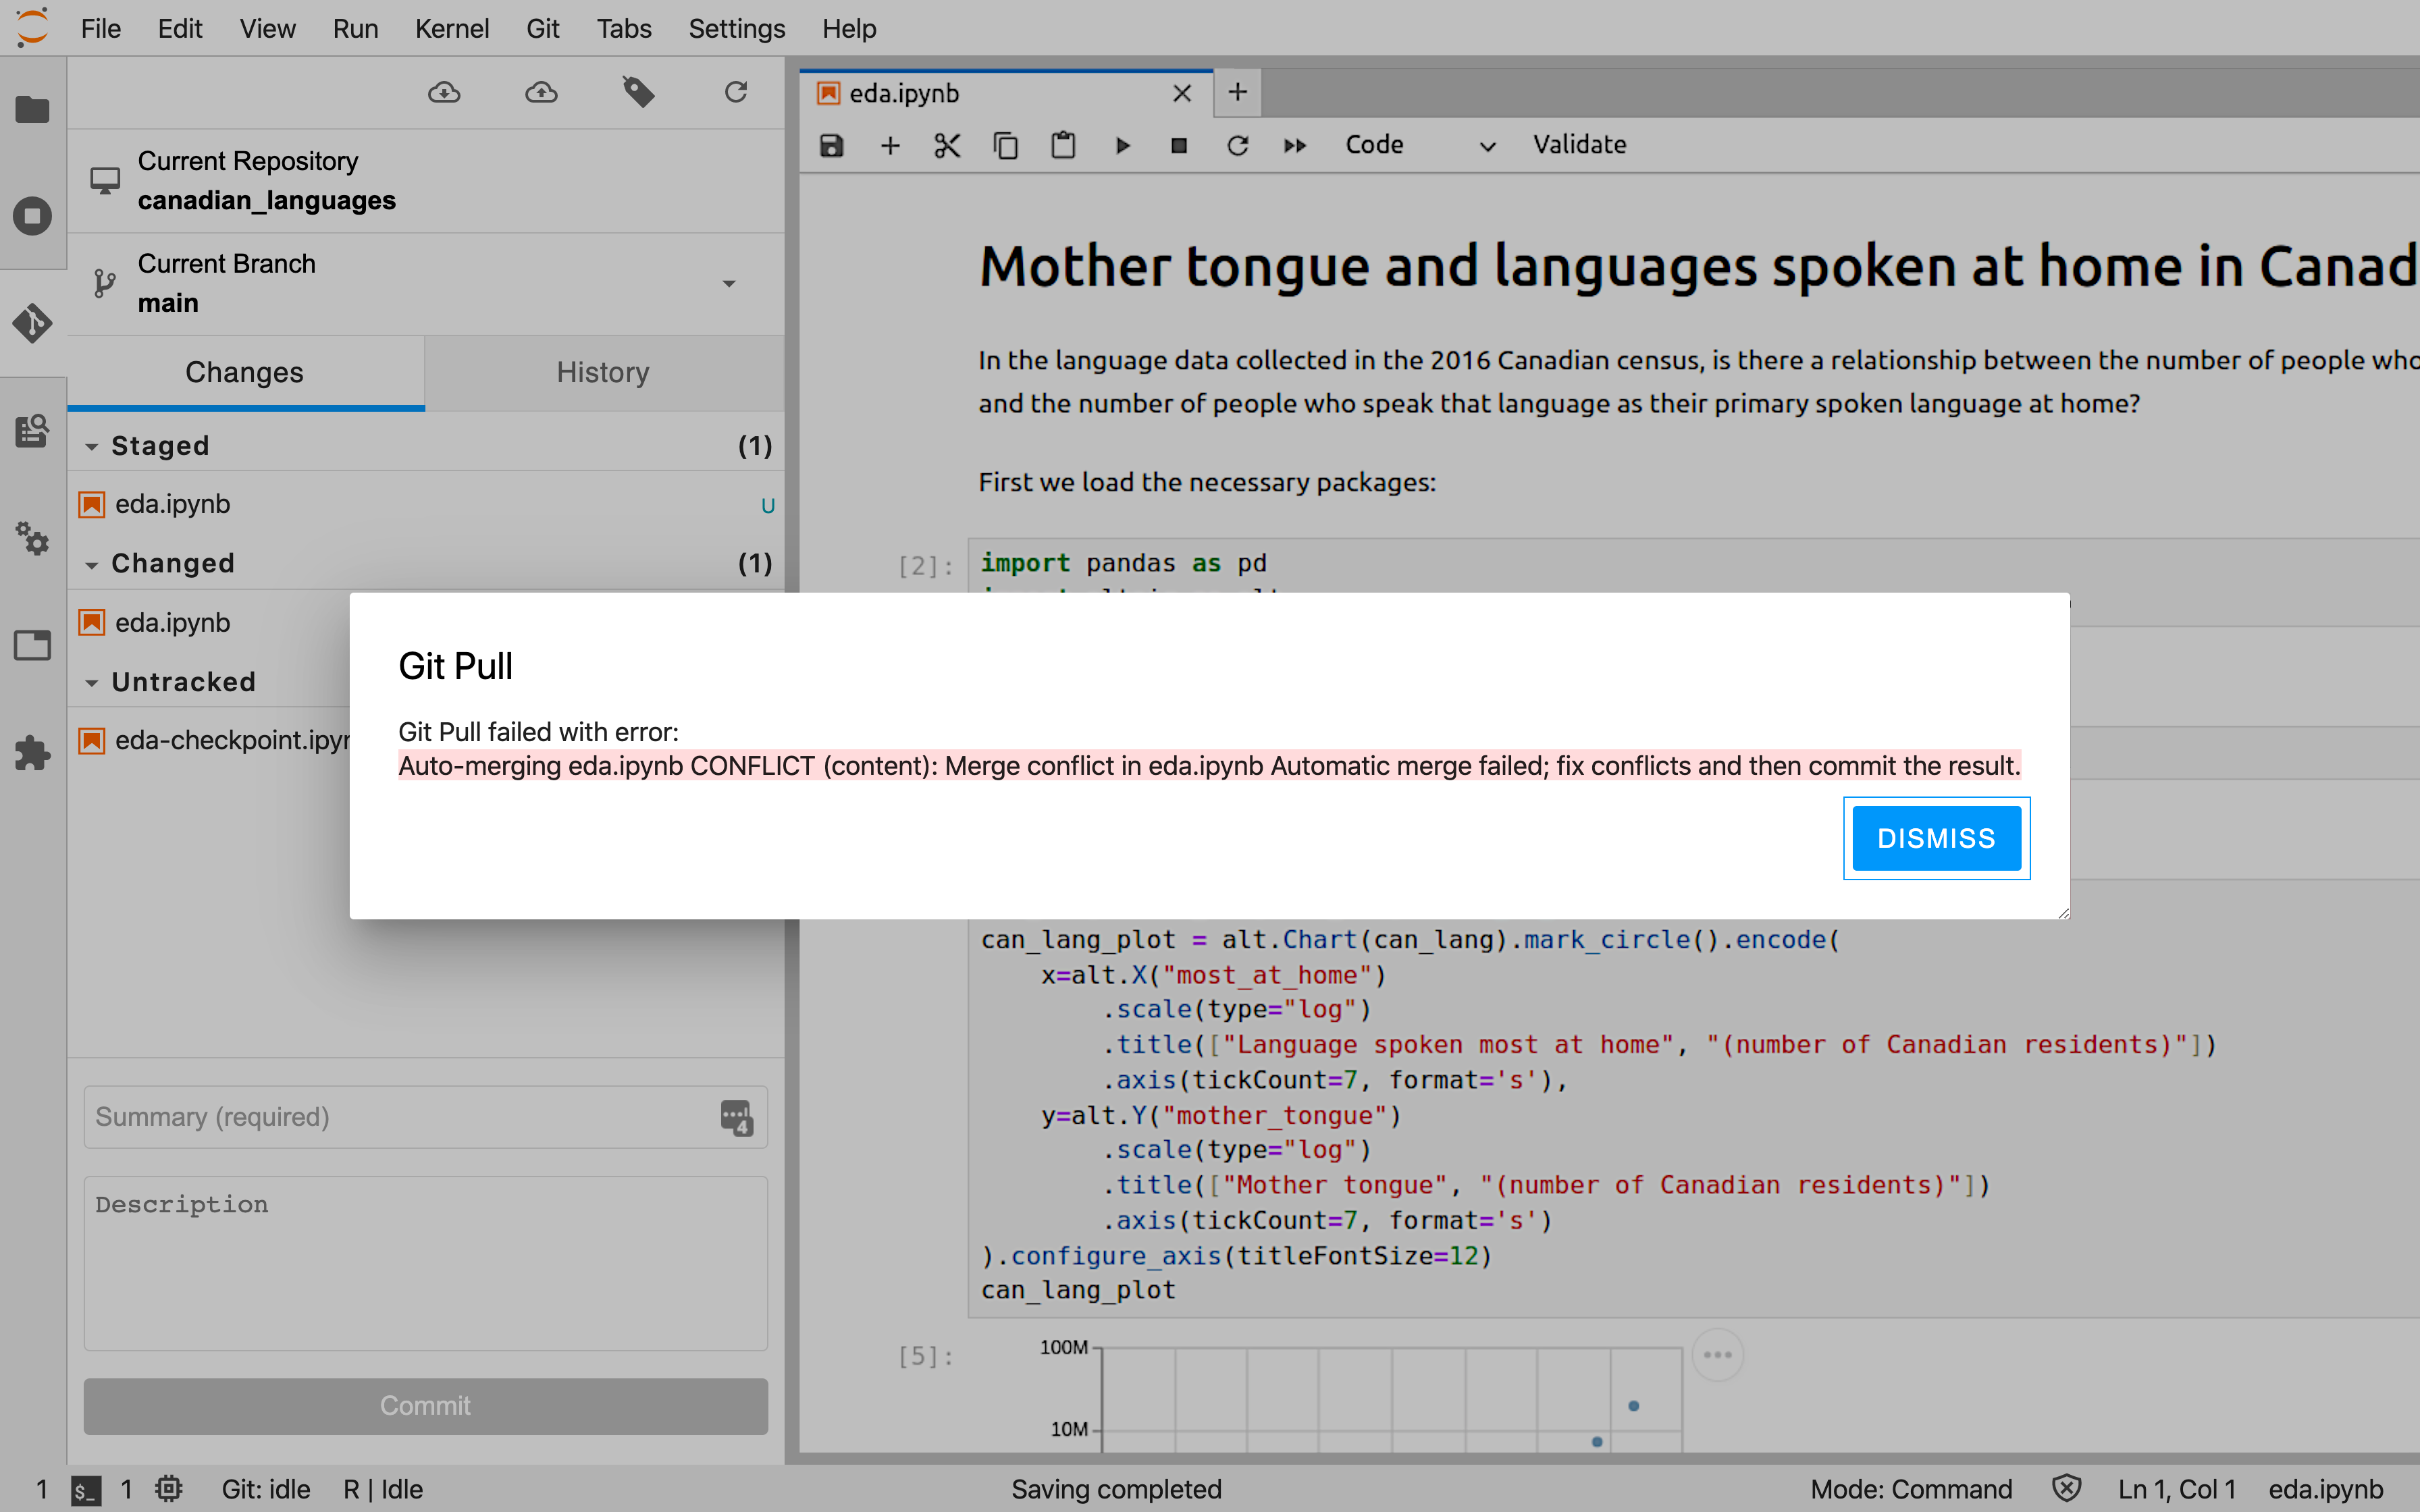 File Edit View Run Kernel Git Tabs Settings Help
Current Repository
canadian_languages
Current Branch
main
Changes History
Staged (1)
eda.ipynb U
Changed (1)
eda.ipynb
Untracked
eda-checkpoint.ipyn
Summary (required)
4
Description
Commit
eda.ipynb
Code Validate
Mother tongue and languages spoken at home in Canad
In the language data collected in the 2016 Canadian census, is there a relationship between the number of people who
and the number of people who speak that language as their primary spoken language at home?
First we load the necessary packages:
[2]: import pandas as pd
Git Pull
Git Pull failed with error:
Auto-merging eda.ipynb CONFLICT (content): Merge conflict in eda.ipynb Automatic merge failed; fix conflicts and then commit the result.
DISMISS
can_lang_plot = alt.Chart(can_lang).mark_circle().encode(
x=alt.X("most_at_home")
.scale(type="log")
.title(["Language spoken most at home", "(number of Canadian residents)"])
.axis(tickCount=7, format='s'),
y=alt.Y("mother_tongue")
.scale(type="log")
.title(["Mother tongue", "(number of Canadian residents)"])
.axis(tickCount=7, format='s')
).configure_axis(titleFontSize=12)
can_lang_plot
[5]:
100M
10M
1 $_ 1 Git: idle R | Idle Saving completed Mode: Command Ln 1, Col 1 eda.ipynb